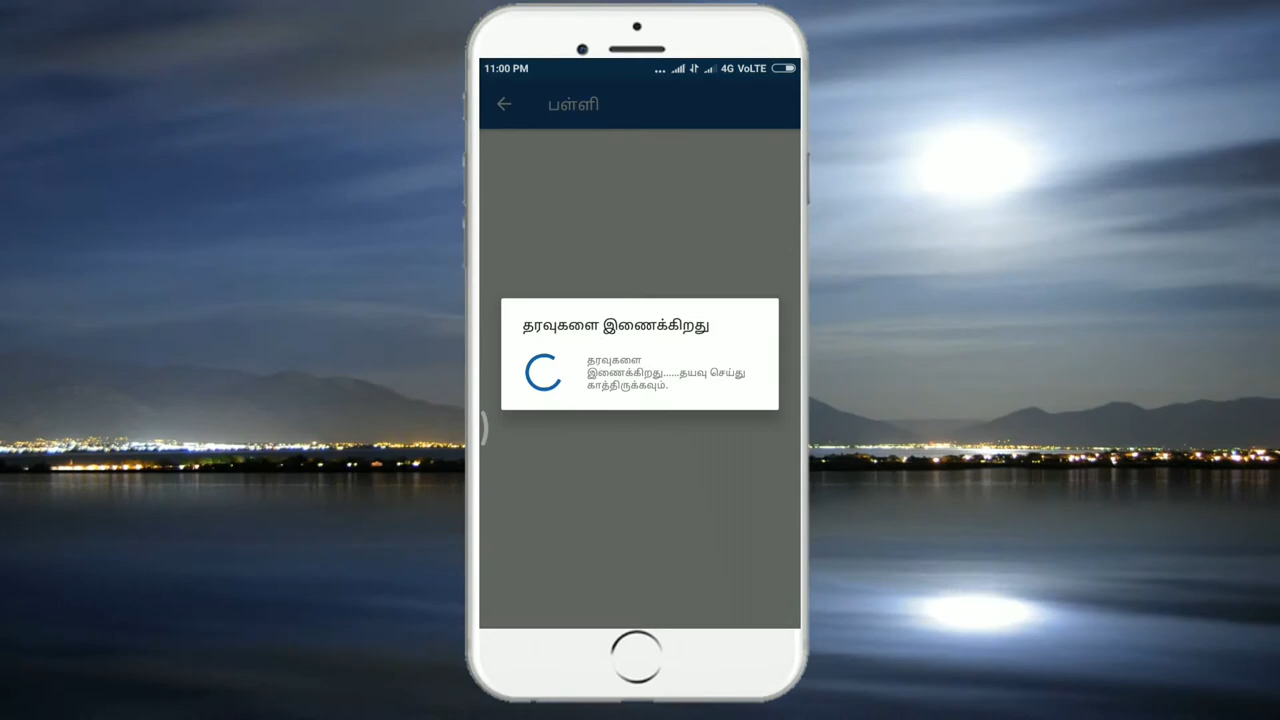 11:00 PM
4G VoLTE
பள்ளி
தரவுகளை இணைக்கிறது
தரவுகளை
இணைக்கிறது......தயவு செய்து
காத்திருக்கவும்.